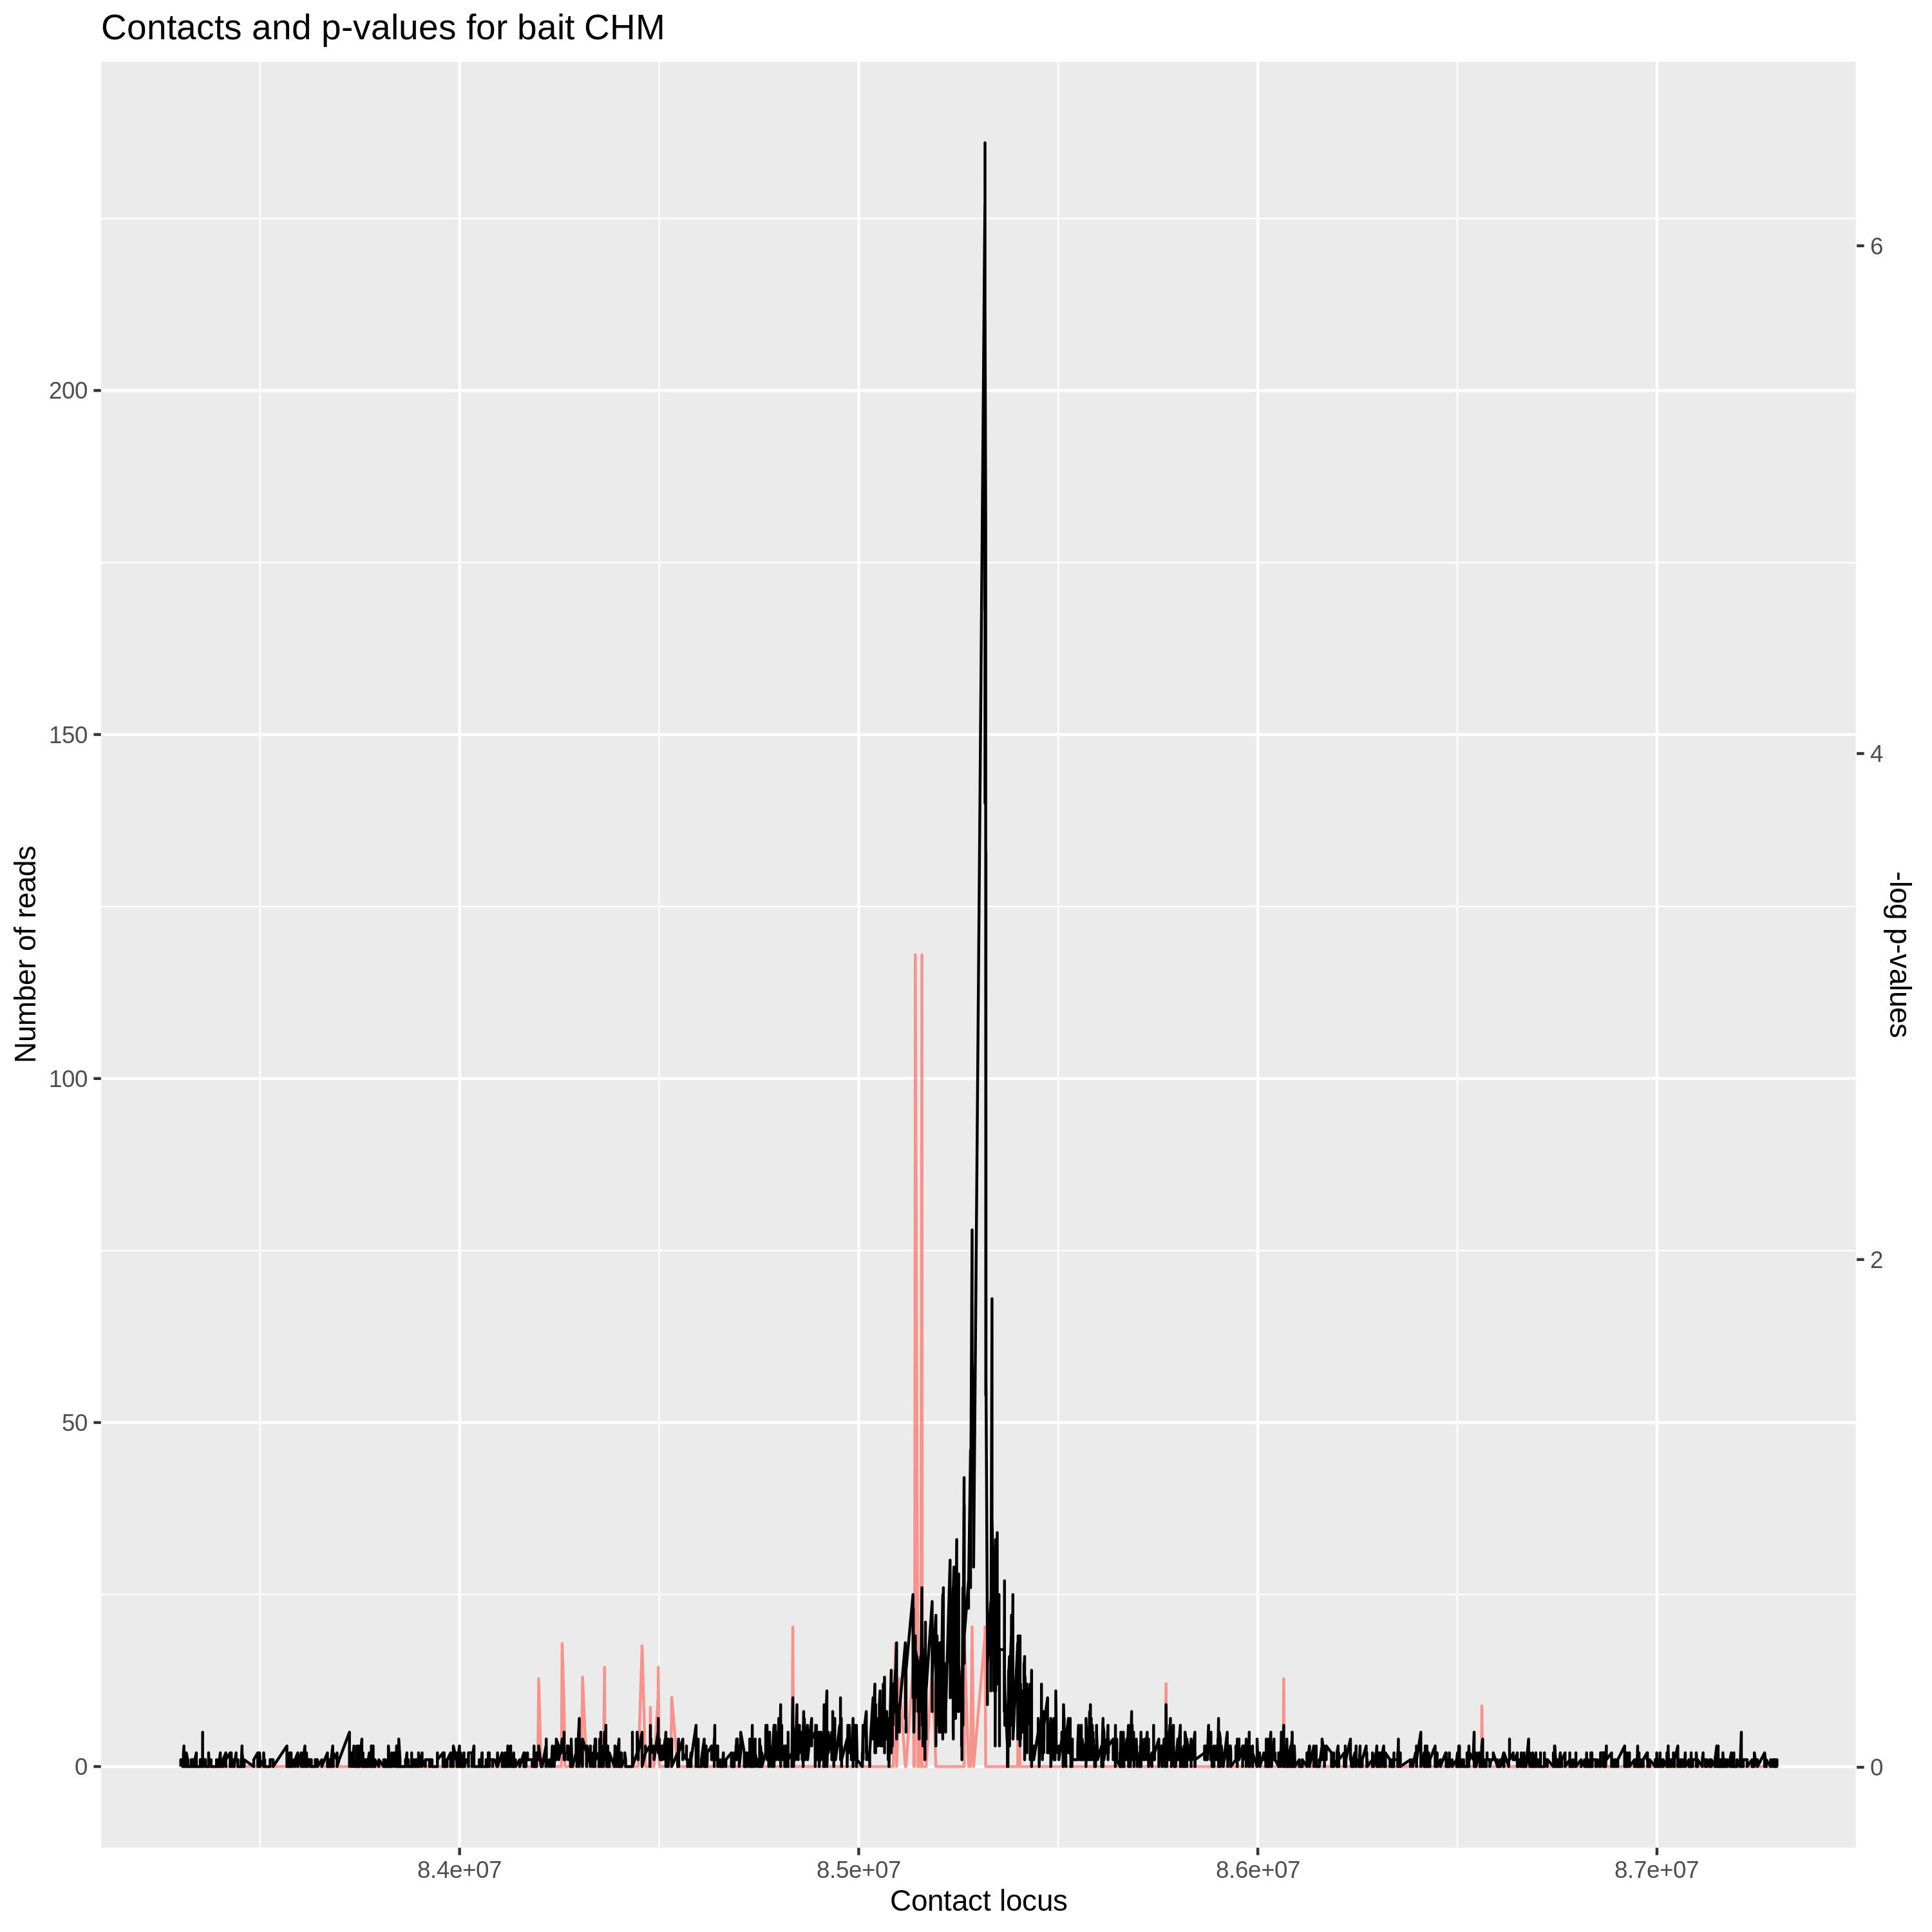 Contacts and p-values for bait CHM
Number of reads
200
150
100
50
0
6
4
2
0
-log p-values
8.4e+07
8.5e+07
8.6e+07
8.7e+07
Contact locus